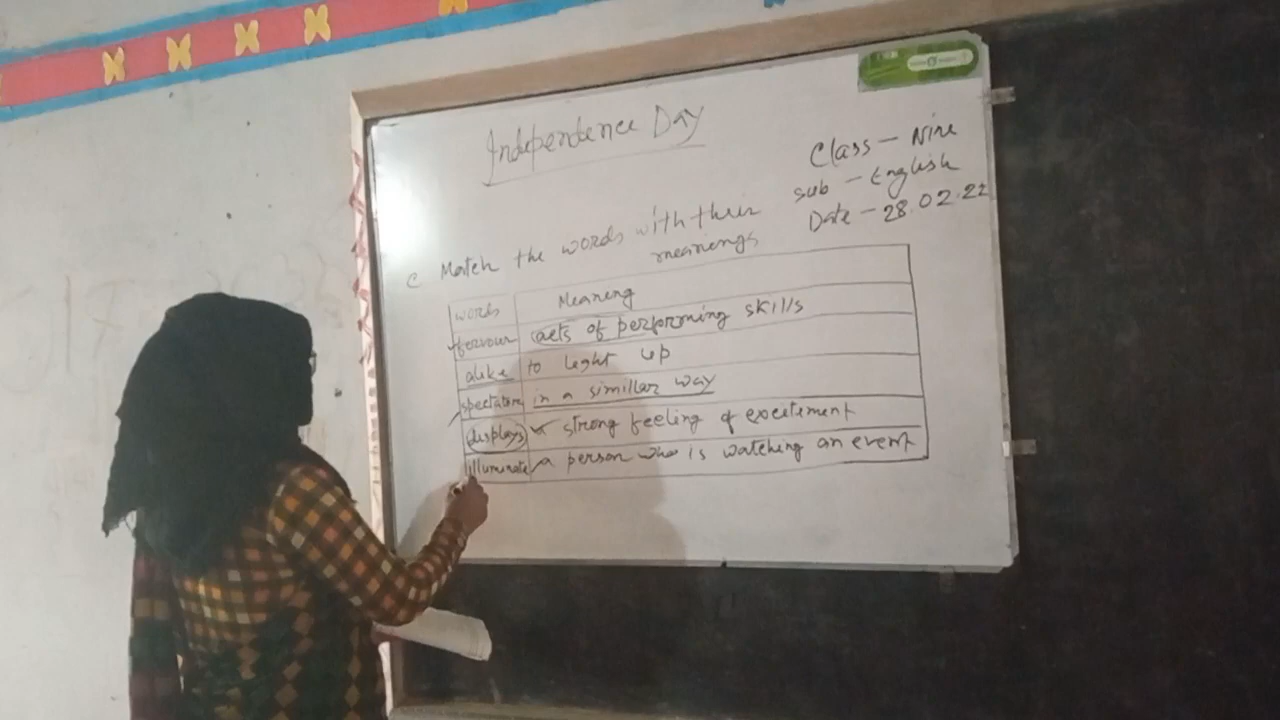 Independence Day
Class - Nine
Sub - English
Date - 28.02.22
C Match the words with their
meanings
words Meaning
fervour acts of performing skills
alike to light up
spectators in a similar way
displays strong feeling of excitement
illuminate a person who is watching an event